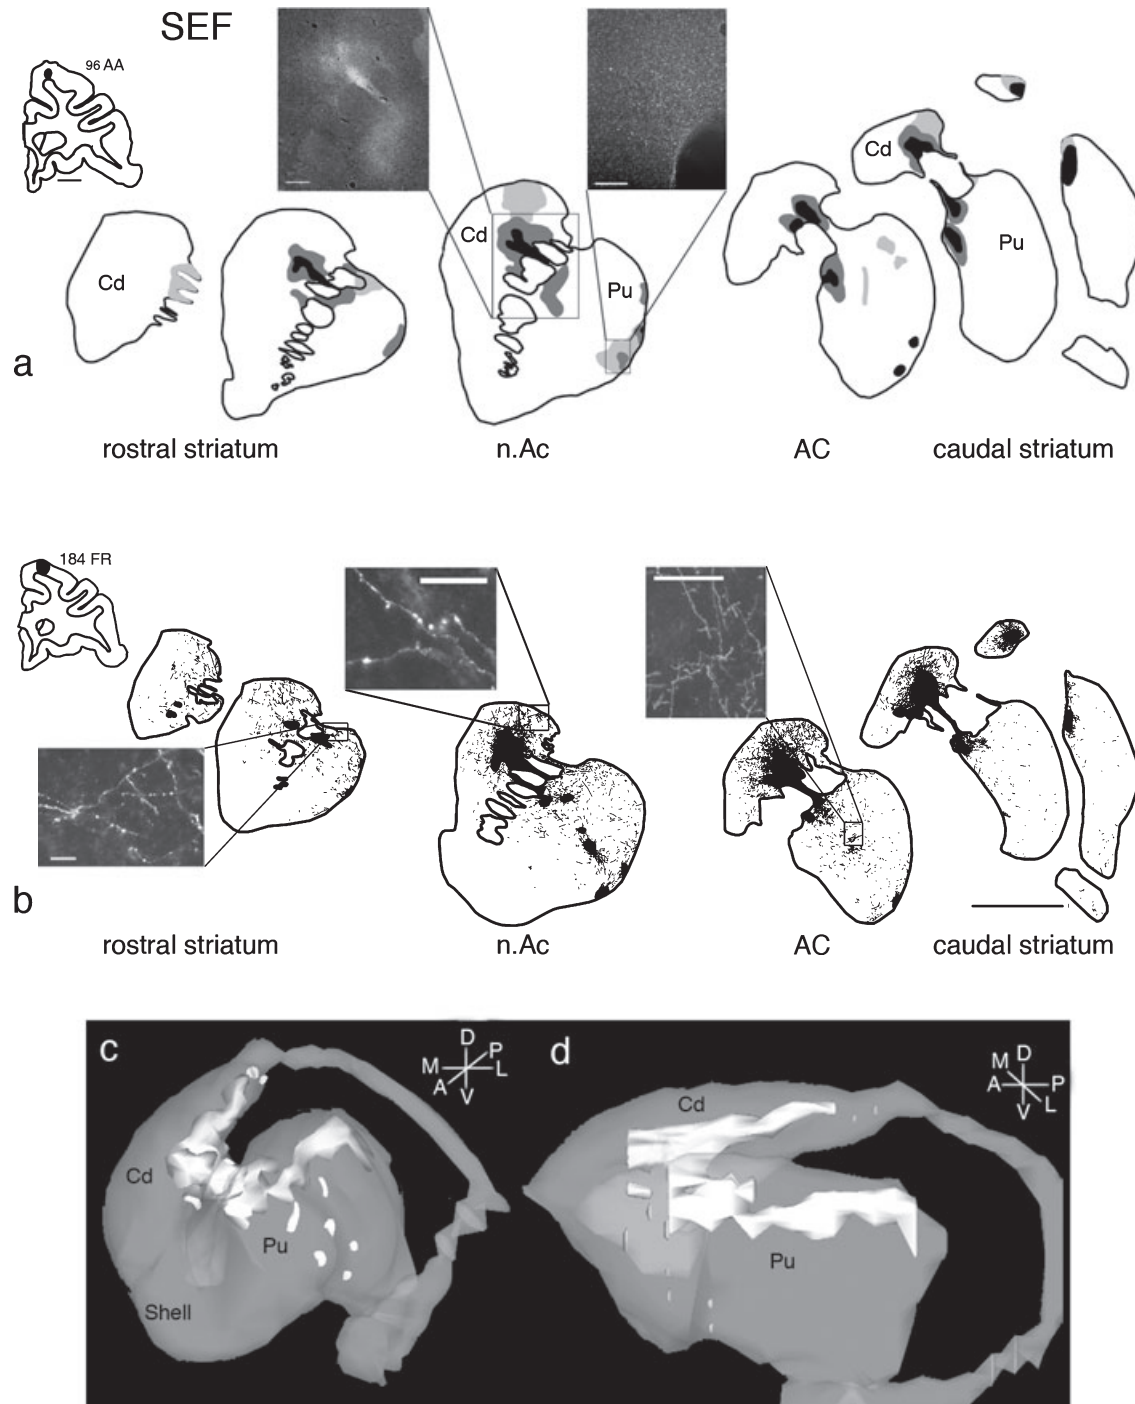 SEF
96 AA
Cd
Cd
Pu
Cd
Pu
a
rostral striatum
n.Ac
AC
caudal striatum
184 FR
b
rostral striatum
n.Ac
AC
caudal striatum
c
D
P
M
L
A
V
Cd
Pu
Shell
d
M
D
A
P
V
L
Cd
Pu